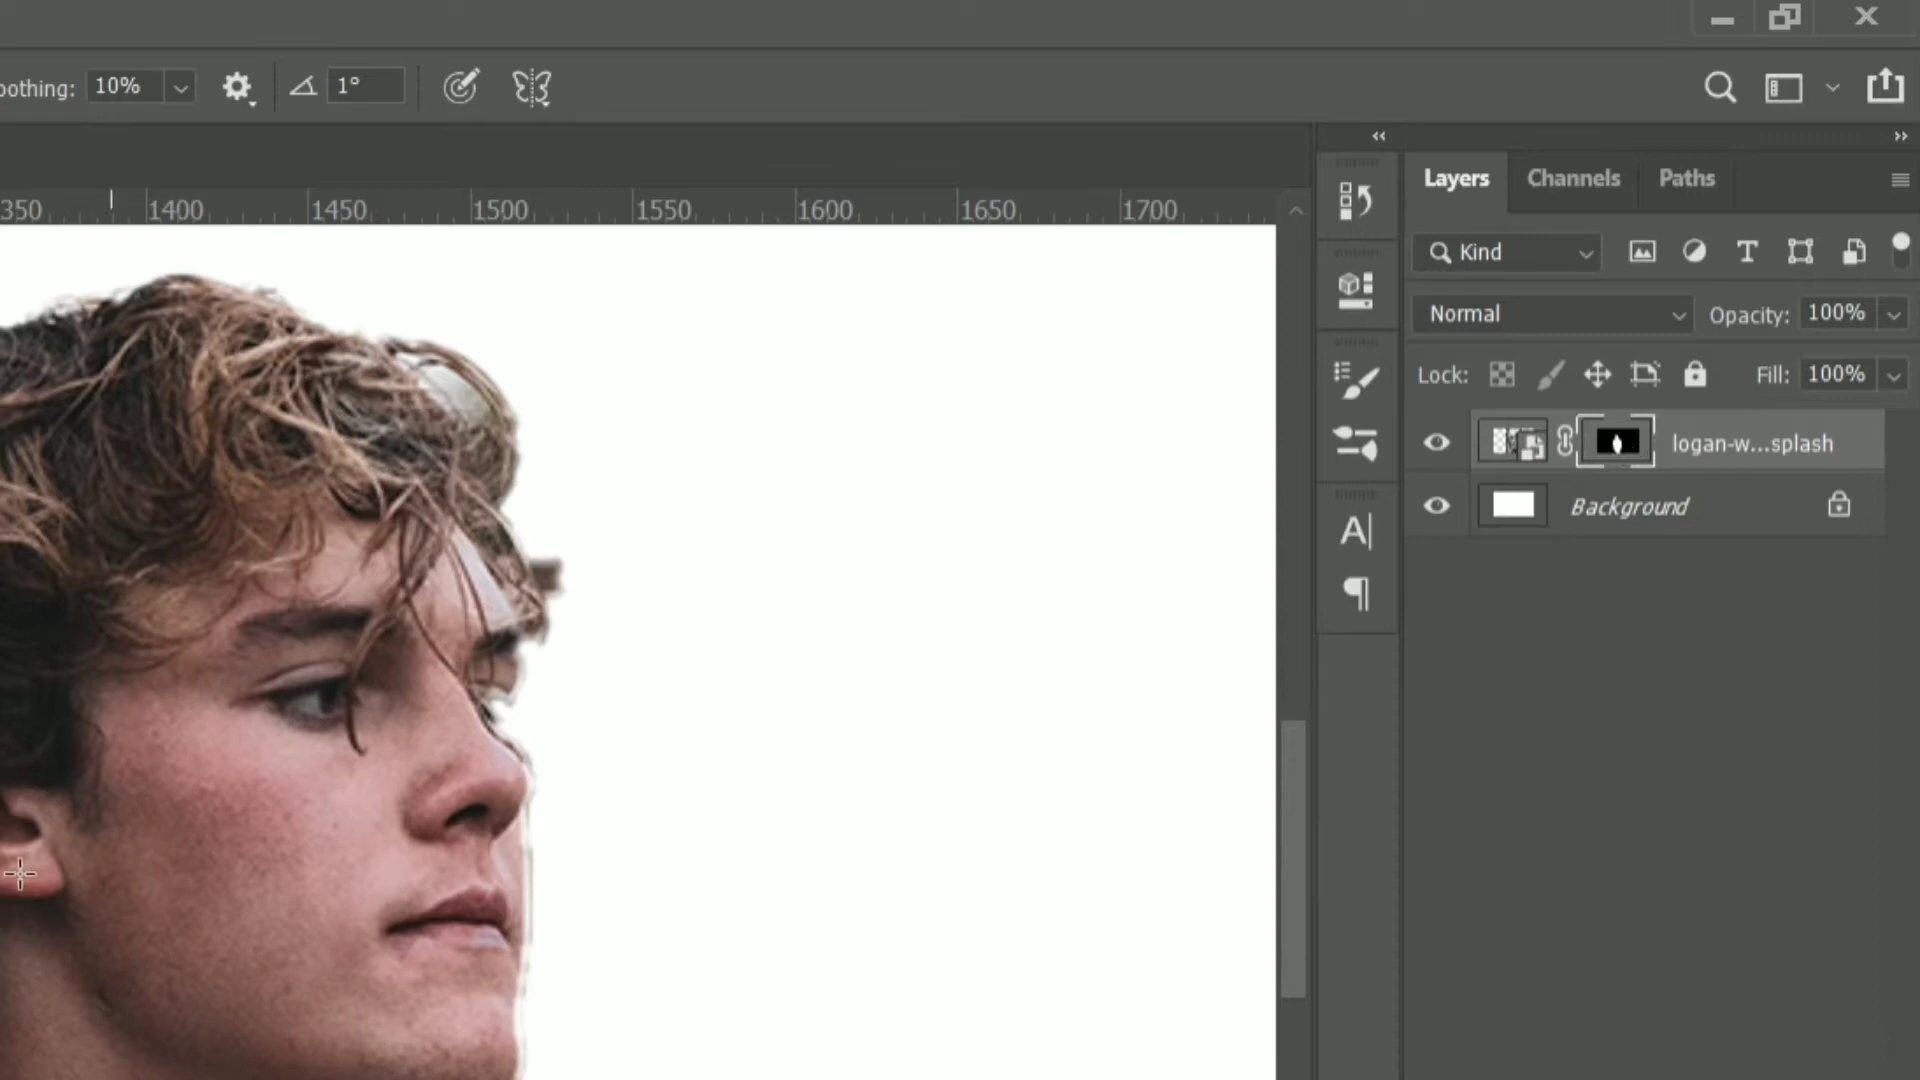 oothing: 10% 1°
350 1400 1450 1500 1550 1600 1650 1700
Layers Channels Paths
Kind
Normal Opacity: 100%
Lock: Fill: 100%
logan-w...splash
Background